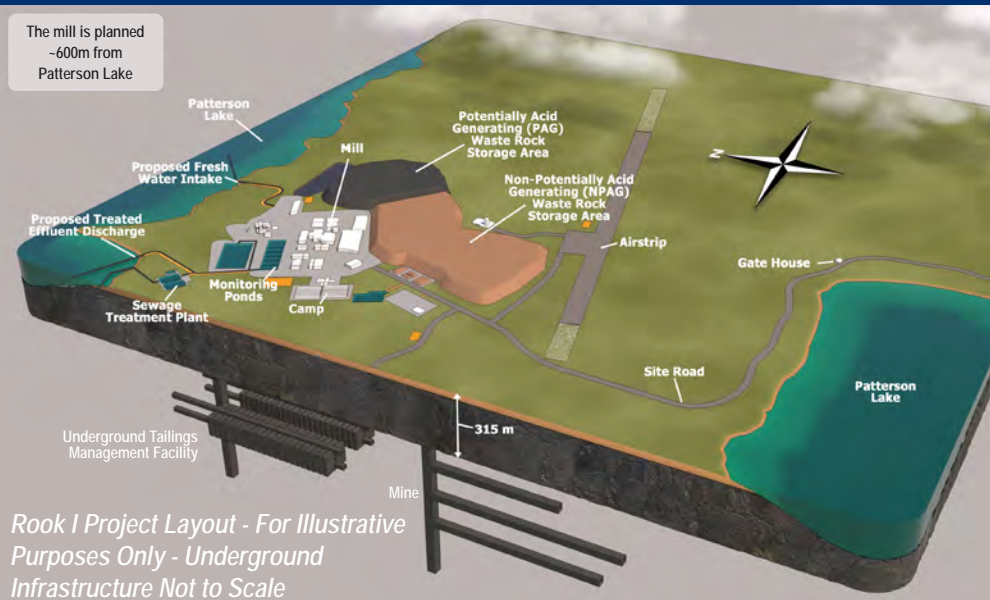 The mill is planned
~600m from
Patterson Lake
Patterson
Lake
Proposed Fresh
Water Intake
Proposed Treated
Effluent Discharge
Mill
Potentially Acid
Generating (PAG)
Waste Rock
Storage Area
Non-Potentially Acid
Generating (NPAG)
Waste Rock
Storage Area
N
Airstrip
Gate House
Monitoring
Ponds
Sewage
Treatment Plant
Camp
Site Road
Patterson
Lake
315 m
Underground Tailings
Management Facility
Mine
Rook I Project Layout - For Illustrative
Purposes Only - Underground
Infrastructure Not to Scale